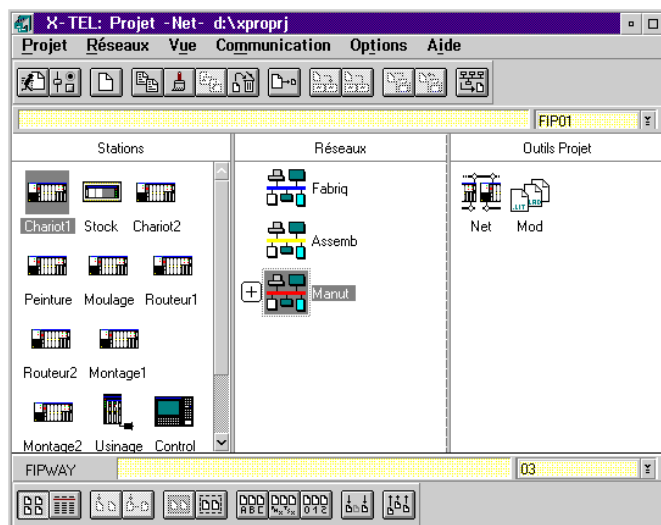 X-TEL: Projet -Net- d:\xproprj
Projet Réseaux Vue Communication Options Aide
FIP01
Stations Réseaux Outils Projet
Chariot1 Stock Chariot2
Peinture Moulage Routeur1
Routeur2 Montage1
Montage2 Usinage Control
Fabriq
Assemb
Manut
Net Mod
FIPWAY 03